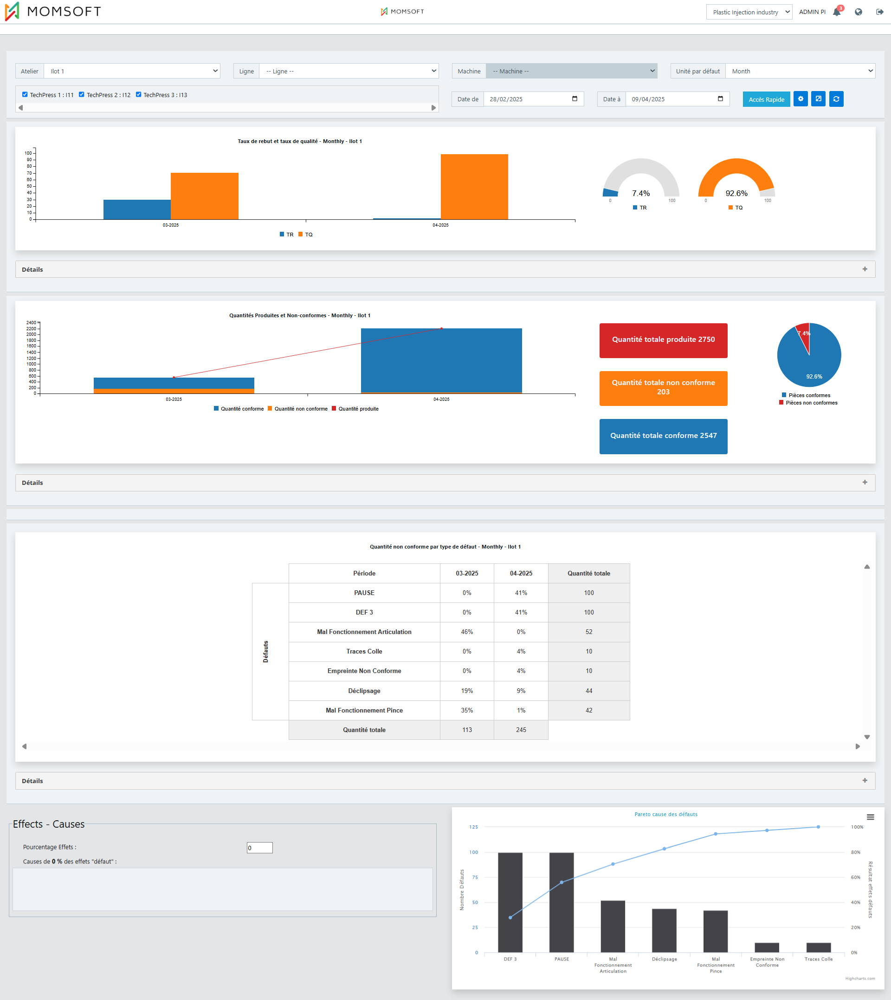 MOMSOFT
MOMSOFT
Plastic Injection industry
ADMIN PI
3
Atelier
Ilot 1
Ligne
-- Ligne --
Machine
-- Machine --
Unité par défaut
Month
TechPress 1 : I11 TechPress 2 : I12 TechPress 3 : I13
Date de
28/02/2025
Date à
09/04/2025
Accès Rapide
Taux de rebut et taux de qualité - Monthly - Ilot 1
100
90
80
70
60
50
40
30
20
10
0
03-2025
04-2025
TR TQ
7.4%
0
100
TR
92.6%
0
100
TQ
Détails
Quantités Produites et Non-conformes - Monthly - Ilot 1
2400
2200
2000
1800
1600
1400
1200
1000
800
600
400
200
0
03-2025
04-2025
Quantité conforme Quantité non conforme Quantité produite
Quantité totale produite 2750
Quantité totale non conforme
203
Quantité totale conforme 2547
7.4%
92.6%
Pièces conformes
Pièces non conformes
Détails
Quantité non conforme par type de défaut - Monthly - Ilot 1
Période 03-2025 04-2025 Quantité totale
Défauts
PAUSE 0% 41% 100
DEF 3 0% 41% 100
Mal Fonctionnement Articulation 46% 0% 52
Traces Colle 0% 4% 10
Empreinte Non Conforme 0% 4% 10
Déclipsage 19% 9% 44
Mal Fonctionnement Pince 35% 1% 42
Quantité totale 113 245
Détails
Effects - Causes
Pourcentage Effets :
0
Causes de 0 % des effets "défaut" :
Pareto cause des défauts
Nombre Défauts
125
100
75
50
25
0
100%
80%
60%
40%
20%
0%
Résultat effets défauts
DEF 3
PAUSE
Mal
Fonctionnement
Articulation
Déclipsage
Mal
Fonctionnement
Pince
Empreinte Non
Conforme
Traces Colle
Highcharts.com